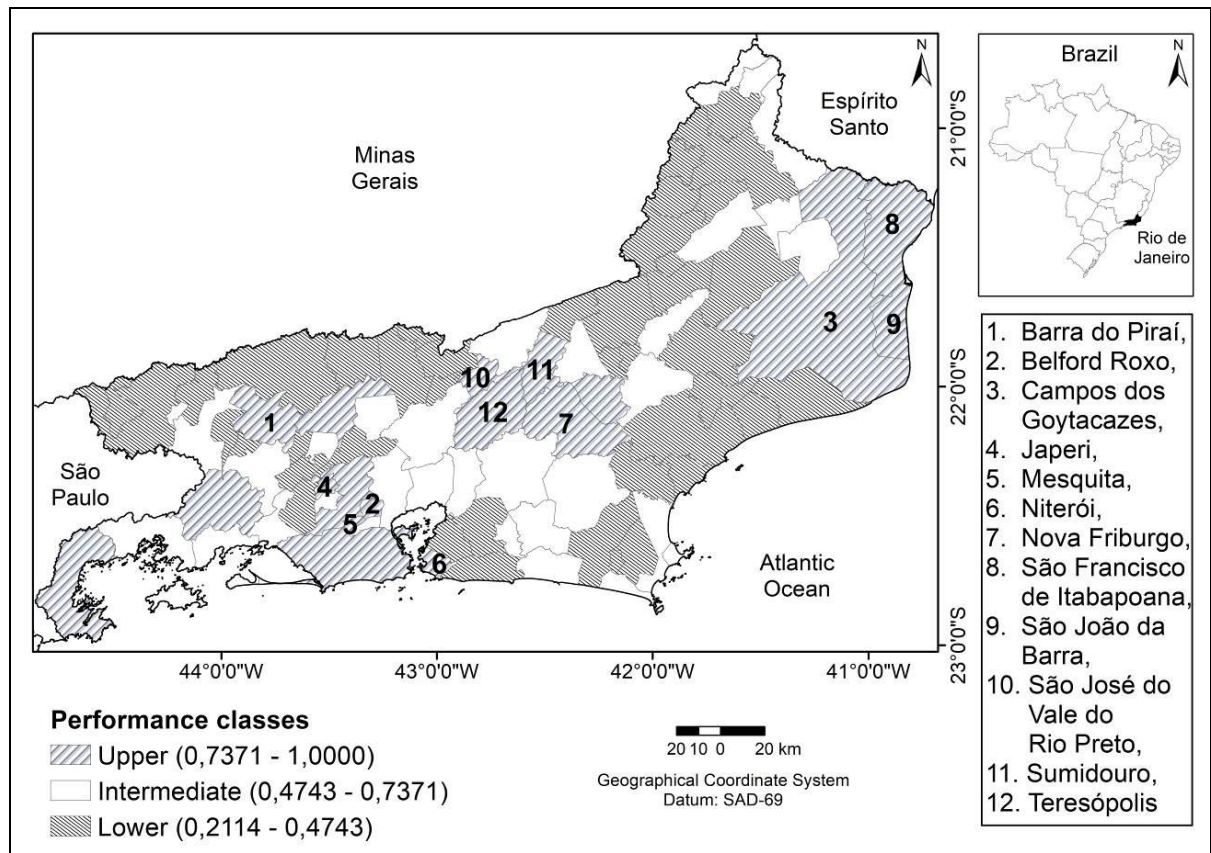 N
Minas
Gerais
Espírito
Santo
São
Paulo
Atlantic
Ocean
1
2
3
4
5
6
7
8
9
10
11
12
21°0'0"S
22°0'0"S
23°0'0"S
44°0'0"W
43°0'0"W
42°0'0"W
41°0'0"W
Brazil
N
Rio de
Janeiro
1. Barra do Piraí,
2. Belford Roxo,
3. Campos dos
Goytacazes,
4. Japeri,
5. Mesquita,
6. Niterói,
7. Nova Friburgo,
8. São Francisco
de Itabapoana,
9. São João da
Barra,
10. São José do
Vale do
Rio Preto,
11. Sumidouro,
12. Teresópolis
Performance classes
Upper (0,7371 - 1,0000)
Intermediate (0,4743 - 0,7371)
Lower (0,2114 - 0,4743)
20 10 0 20 km
Geographical Coordinate System
Datum: SAD-69